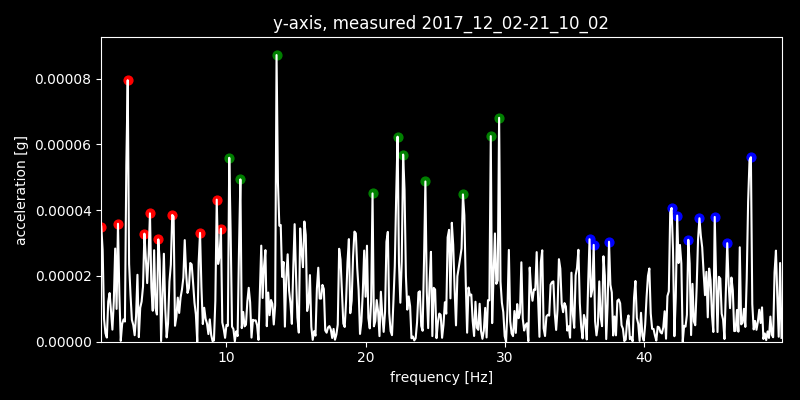 y-axis, measured 2017_12_02-21_10_02
acceleration [g]
0.00008
0.00006
0.00004
0.00002
0.00000
10 20 30 40
frequency [Hz]